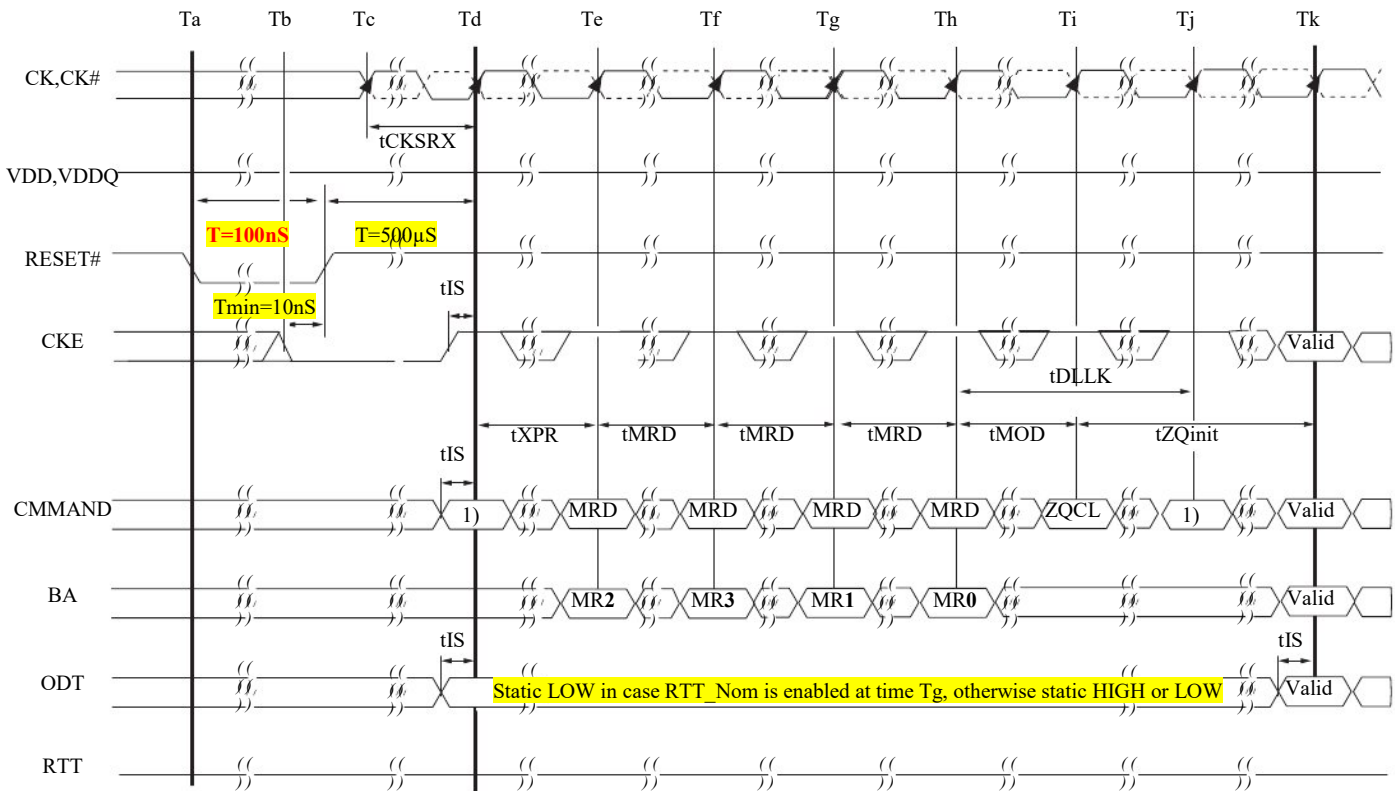 Ta Tb Tc Td Te Tf Tg Th Ti Tj Tk
CK,CK#
tCKSRX
VDD,VDDQ
T=100nS T=500µS
RESET#
tIS
Tmin=10nS
CKE Valid
tDLLK
tXPR tMRD tMRD tMRD tMOD tZQinit
tIS
CMMAND 1) MRD MRD MRD MRD ZQCL 1) Valid
BA MR2 MR3 MR1 MR0 Valid
tIS tIS
ODT Static LOW in case RTT_Nom is enabled at time Tg, otherwise static HIGH or LOW Valid
RTT